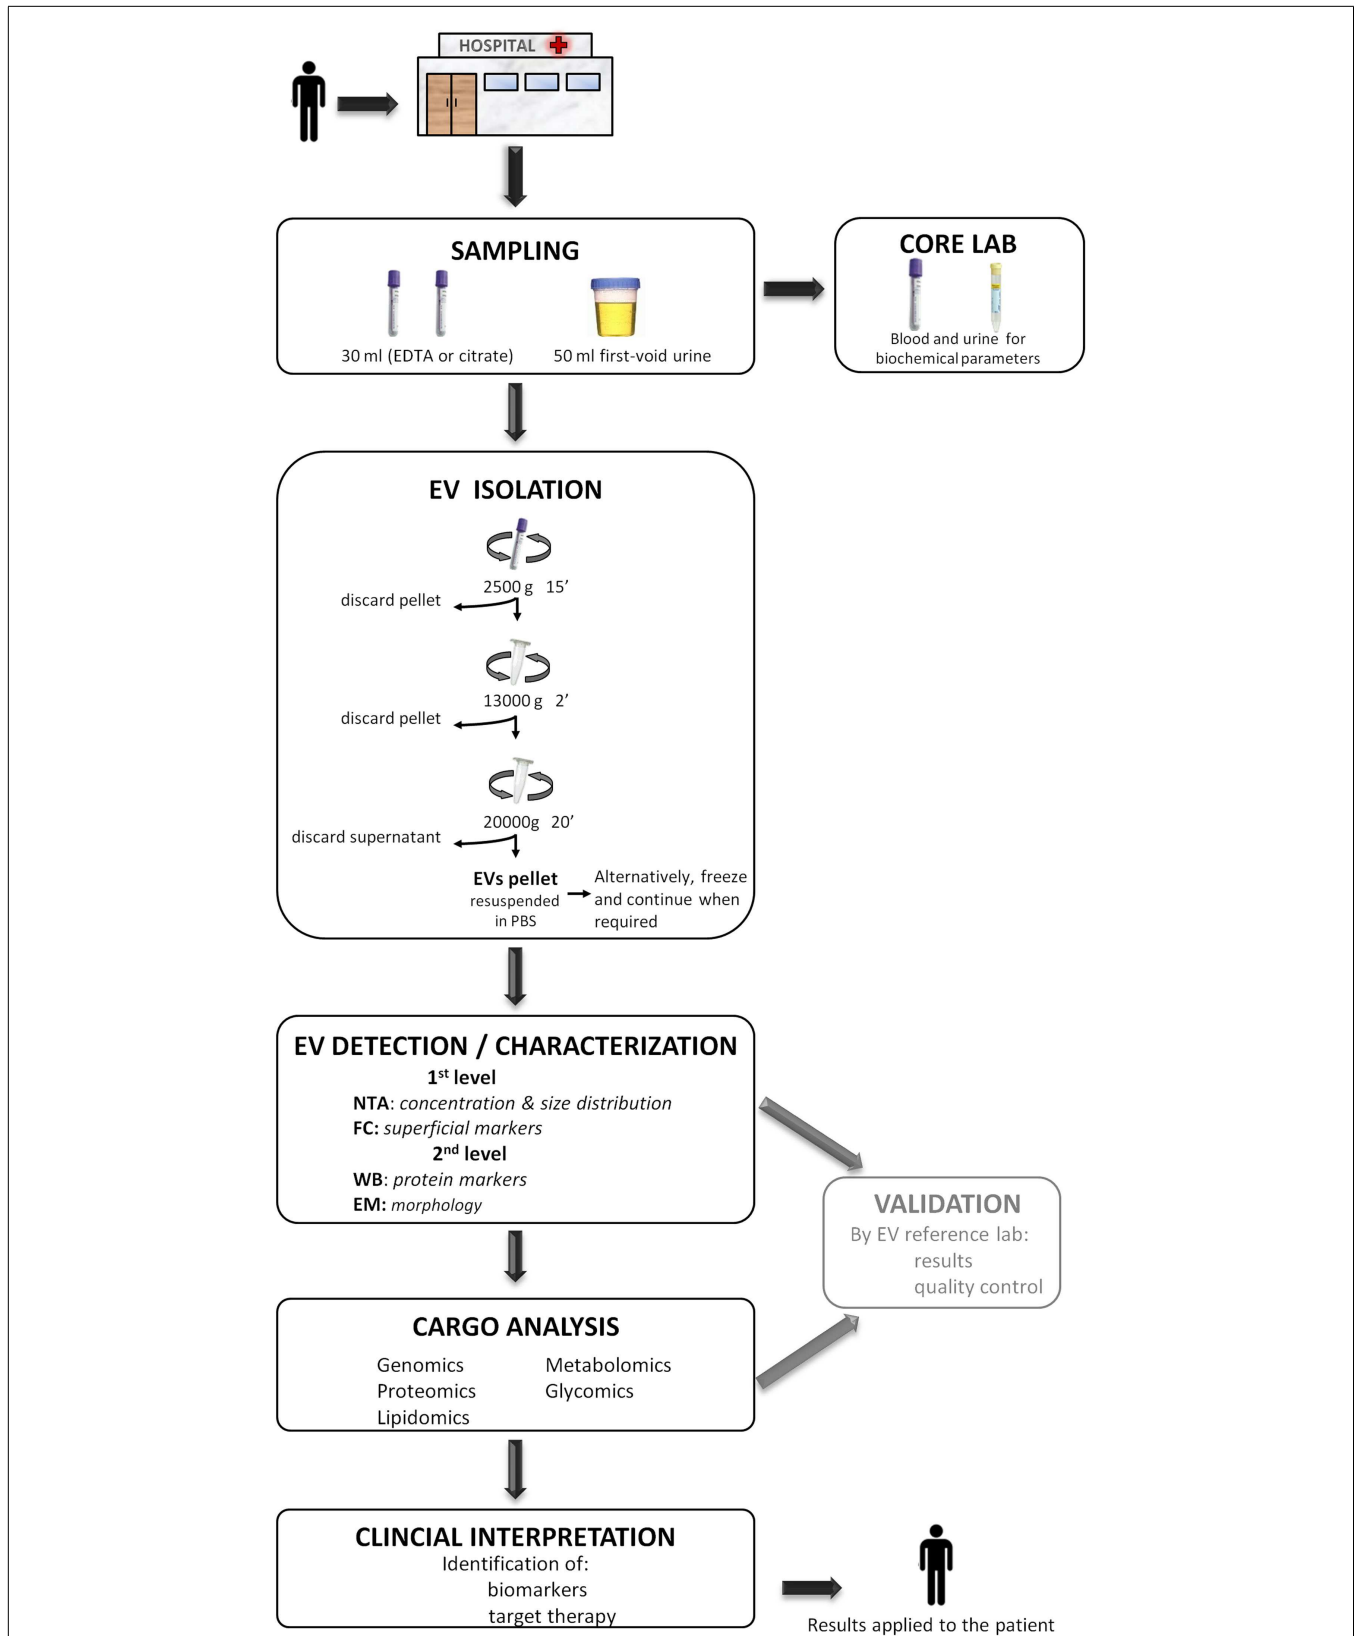 HOSPITAL
SAMPLING
30 ml (EDTA or citrate)
50 ml first-void urine
CORE LAB
Blood and urine for
biochemical parameters
EV ISOLATION
2500 g 15’
discard pellet
13000 g 2’
discard pellet
20000g 20’
discard supernatant
EVs pellet
resuspended
in PBS
Alternatively, freeze
and continue when
required
EV DETECTION / CHARACTERIZATION
1st level
NTA: concentration & size distribution
FC: superficial markers
2nd level
WB: protein markers
EM: morphology
VALIDATION
By EV reference lab:
results
quality control
CARGO ANALYSIS
Genomics
Proteomics
Lipidomics
Metabolomics
Glycomics
CLINCIAL INTERPRETATION
Identification of:
biomarkers
target therapy
Results applied to the patient